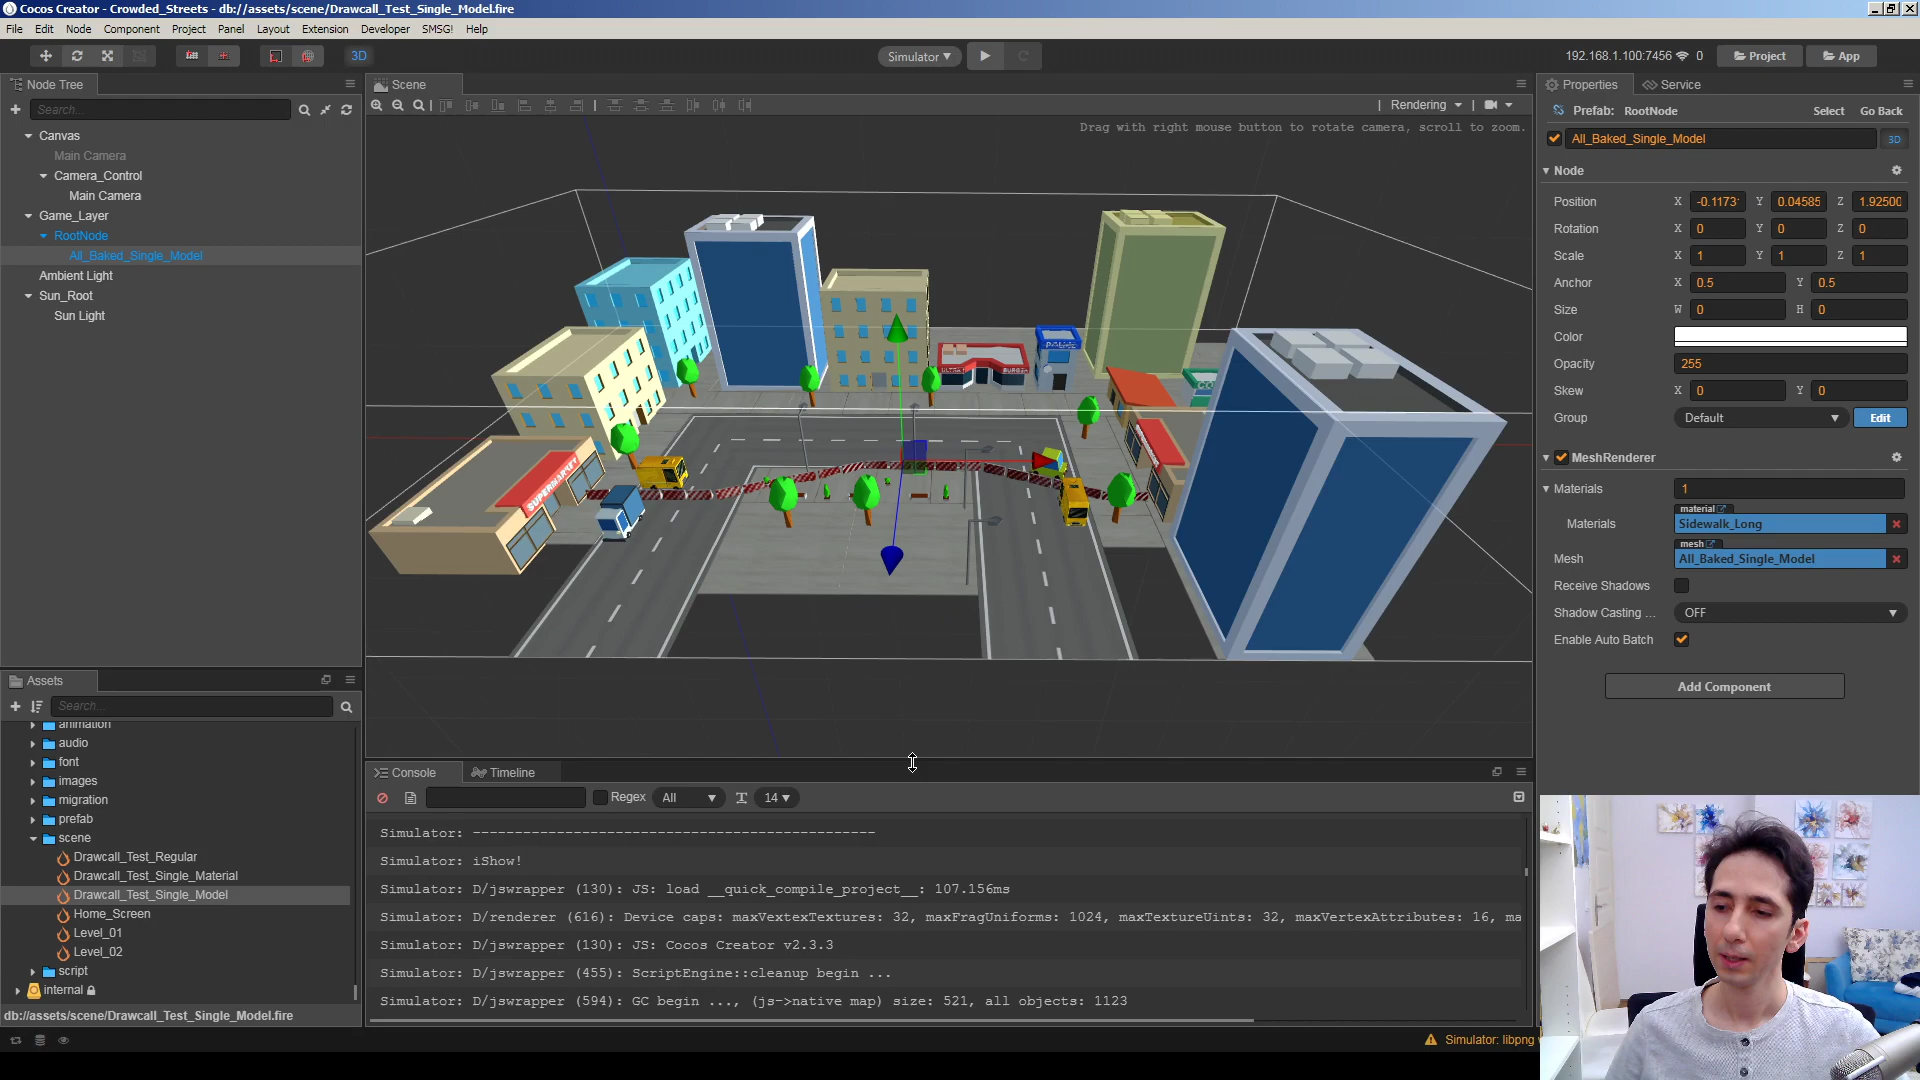 Cocos Creator - Crowded_Streets - db://assets/scene/Drawcall_Test_Single_Model.fire
File Edit Node Component Project Panel Layout Extension Developer SMSG! Help
3D Simulator 192.168.1.100:7456 0 Project App
Node Tree
Search...
Canvas
Main Camera
Camera_Control
Main Camera
Game_Layer
RootNode
All_Baked_Single_Model
Ambient Light
Sun_Root
Sun Light
Scene
Rendering
Drag with right mouse button to rotate camera, scroll to zoom.
SUPERMARKET
Properties Service
Prefab: RootNode Select Go Back
All_Baked_Single_Model 3D
Node
Position X -0.1173 Y 0.04585 Z 1.92500
Rotation X 0 Y 0 Z 0
Scale X 1 Y 1 Z 1
Anchor X 0.5 Y 0.5
Size W 0 H 0
Color
Opacity 255
Skew X 0 Y 0
Group Default Edit
MeshRenderer
Materials 1
material
Materials Sidewalk_Long
mesh
Mesh All_Baked_Single_Model
Receive Shadows
Shadow Casting ... OFF
Enable Auto Batch
Add Component
Assets
Search...
animation
audio
font
images
migration
prefab
scene
Drawcall_Test_Regular
Drawcall_Test_Single_Material
Drawcall_Test_Single_Model
Home_Screen
Level_01
Level_02
script
internal
db://assets/scene/Drawcall_Test_Single_Model.fire
Console Timeline
Regex All 14
Simulator: ------------------------------------------------
Simulator: iShow!
Simulator: D/jswrapper (130): JS: load __quick_compile_project__: 107.156ms
Simulator: D/renderer (616): Device caps: maxVextexTextures: 32, maxFragUniforms: 1024, maxTextureUints: 32, maxVertexAttributes: 16, ma
Simulator: D/jswrapper (130): JS: Cocos Creator v2.3.3
Simulator: D/jswrapper (455): ScriptEngine::cleanup begin ...
Simulator: D/jswrapper (594): GC begin ..., (js->native map) size: 521, all objects: 1123
Simulator: libpng